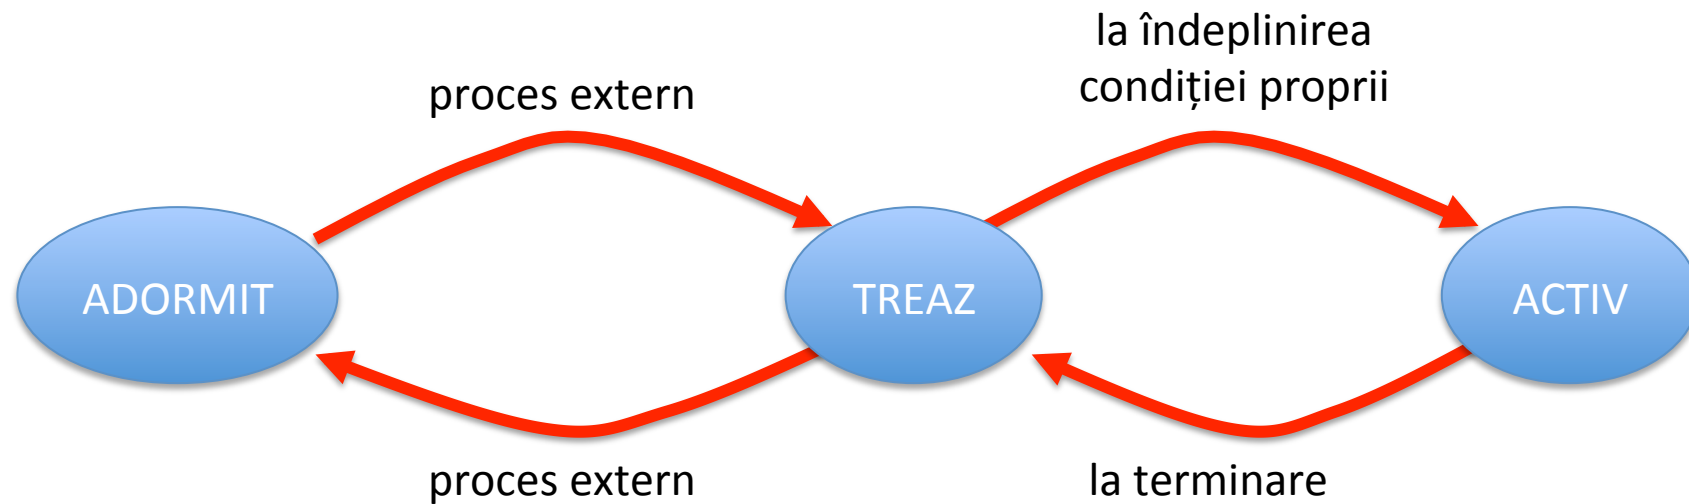 la îndeplinirea
condiției proprii
proces extern
ADORMIT
TREAZ
ACTIV
proces extern
la terminare